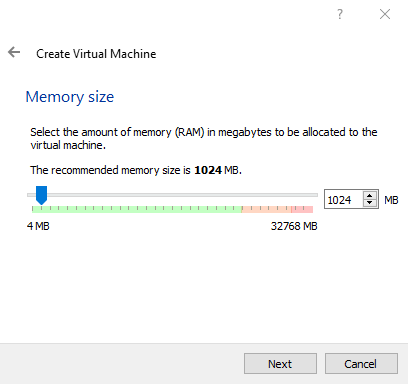 ?
Create Virtual Machine
Memory size
Select the amount of memory (RAM) in megabytes to be allocated to the
virtual machine.
The recommended memory size is 1024 MB.
1024 MB
4 MB 32768 MB
Next Cancel